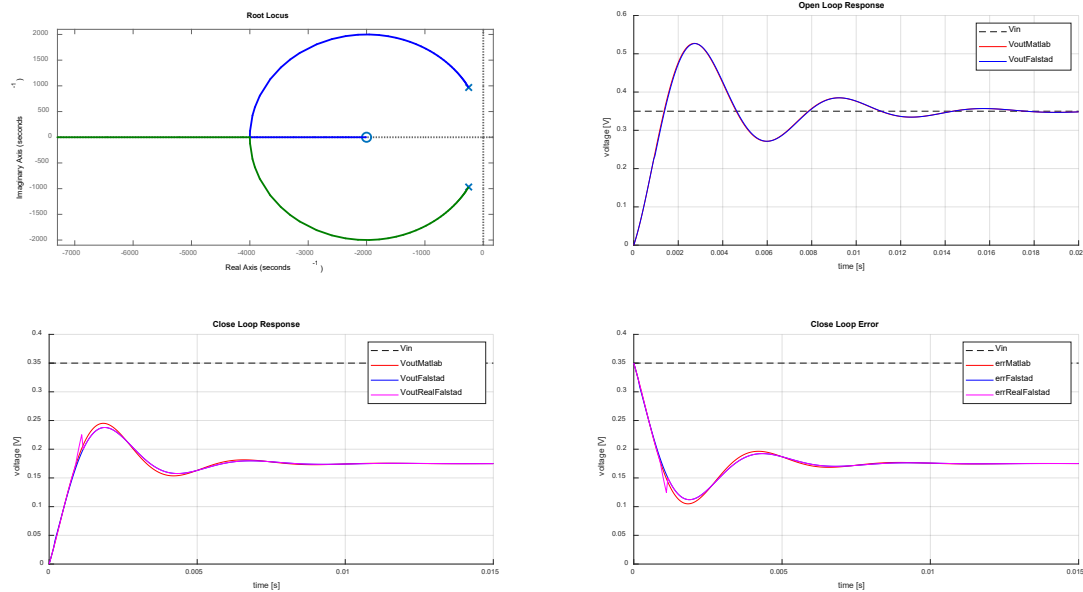 Root Locus
2000
1500
1000
500
0
-500
-1000
-1500
-2000
-7000 -6000 -5000 -4000 -3000 -2000 -1000 0
Imaginary Axis (seconds -1 )
Real Axis (seconds -1 )
Open Loop Response
0.6
0.5
0.4
0.3
0.2
0.1
0
0 0.002 0.004 0.006 0.008 0.01 0.012 0.014 0.016 0.018 0.02
voltage [V]
time [s]
Vin
VoutMatlab
VoutFalstad
Close Loop Response
0.4
0.35
0.3
0.25
0.2
0.15
0.1
0.05
0
0 0.005 0.01 0.015
voltage [V]
time [s]
Vin
VoutMatlab
VoutFalstad
VoutRealFalstad
Close Loop Error
0.4
0.35
0.3
0.25
0.2
0.15
0.1
0.05
0
0 0.005 0.01 0.015
voltage [V]
time [s]
Vin
errMatlab
errFalstad
errRealFalstad